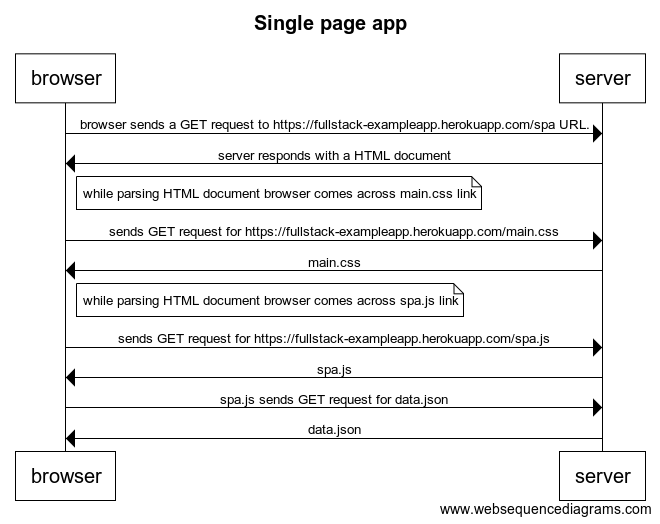 Single page app
browser
server
browser sends a GET request to https://fullstack-exampleapp.herokuapp.com/spa URL.
server responds with a HTML document
while parsing HTML document browser comes across main.css link
sends GET request for https://fullstack-exampleapp.herokuapp.com/main.css
main.css
while parsing HTML document browser comes across spa.js link
sends GET request for https://fullstack-exampleapp.herokuapp.com/spa.js
spa.js
spa.js sends GET request for data.json
data.json
browser
server
www.websequencediagrams.com